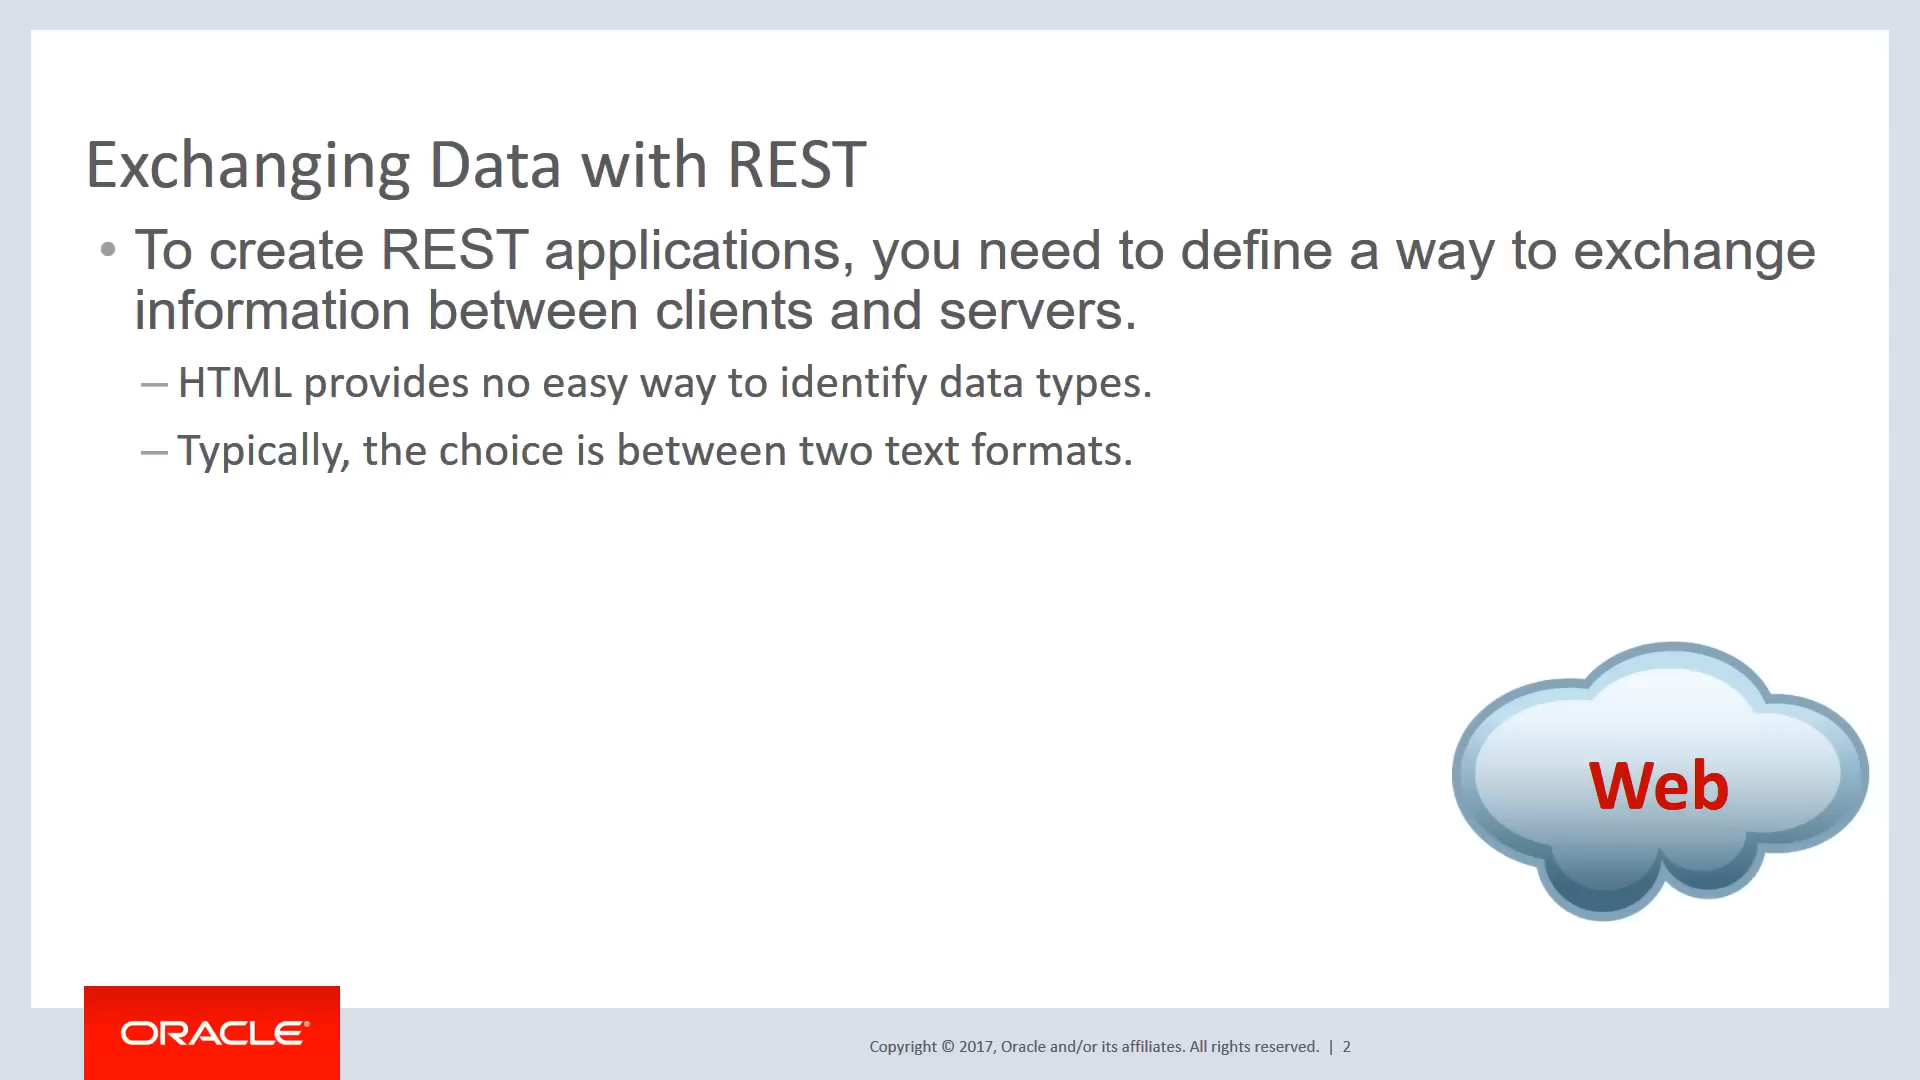 Exchanging Data with REST
• To create REST applications, you need to define a way to exchange
information between clients and servers.
– HTML provides no easy way to identify data types.
– Typically, the choice is between two text formats.
Web
ORACLE®
Copyright © 2017, Oracle and/or its affiliates. All rights reserved. | 2